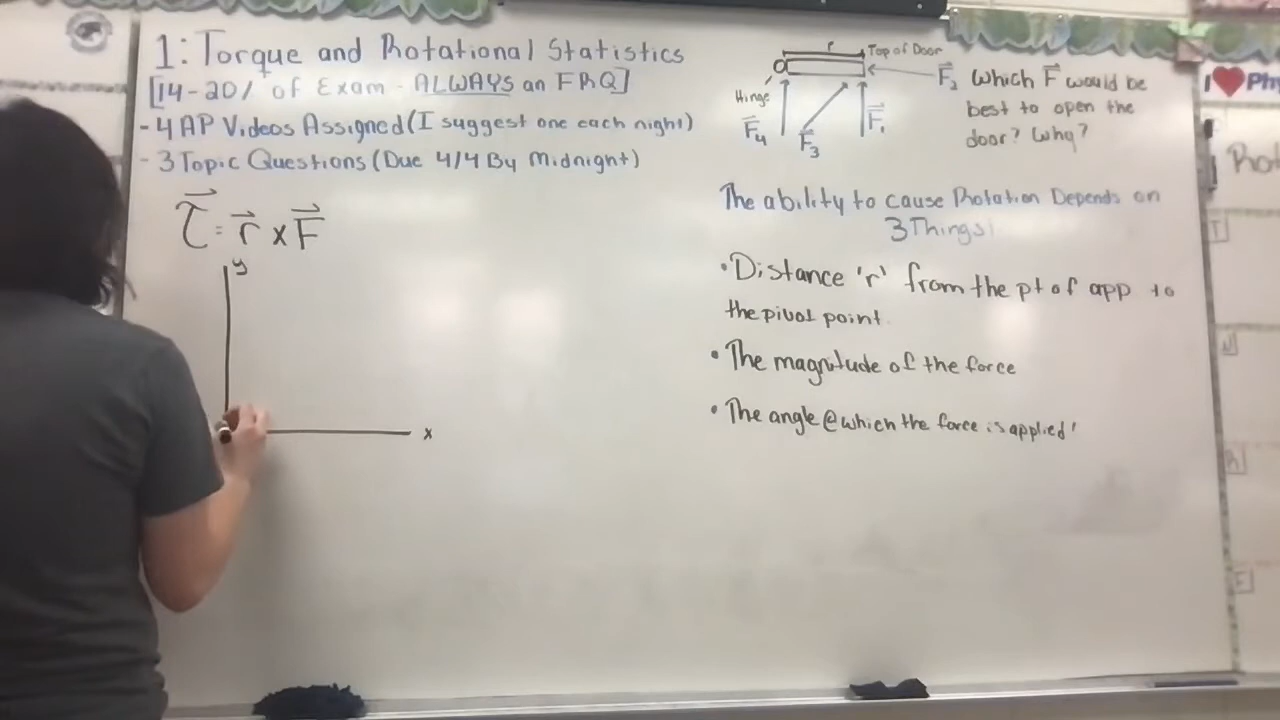 1: Torque and Rotational Statistics
[14-20% of Exam - ALWAYS an FRQ]
- 4 AP Videos Assigned (I suggest one each night)
- 3 Topic Questions (Due 4/4 By Midnight)
τ = r x F
y
x
r
Top of Door
Hinge
F₄
F₃
F₁
F₂
Which F would be
best to open the
door? Why?
The ability to cause Rotation Depends on
3 Things!
• Distance 'r' from the pt of app to
the pivot point
• The magnitude of the force
• The angle @ which the force is applied!
I ♥ Phy
Rot
T
N
R
F